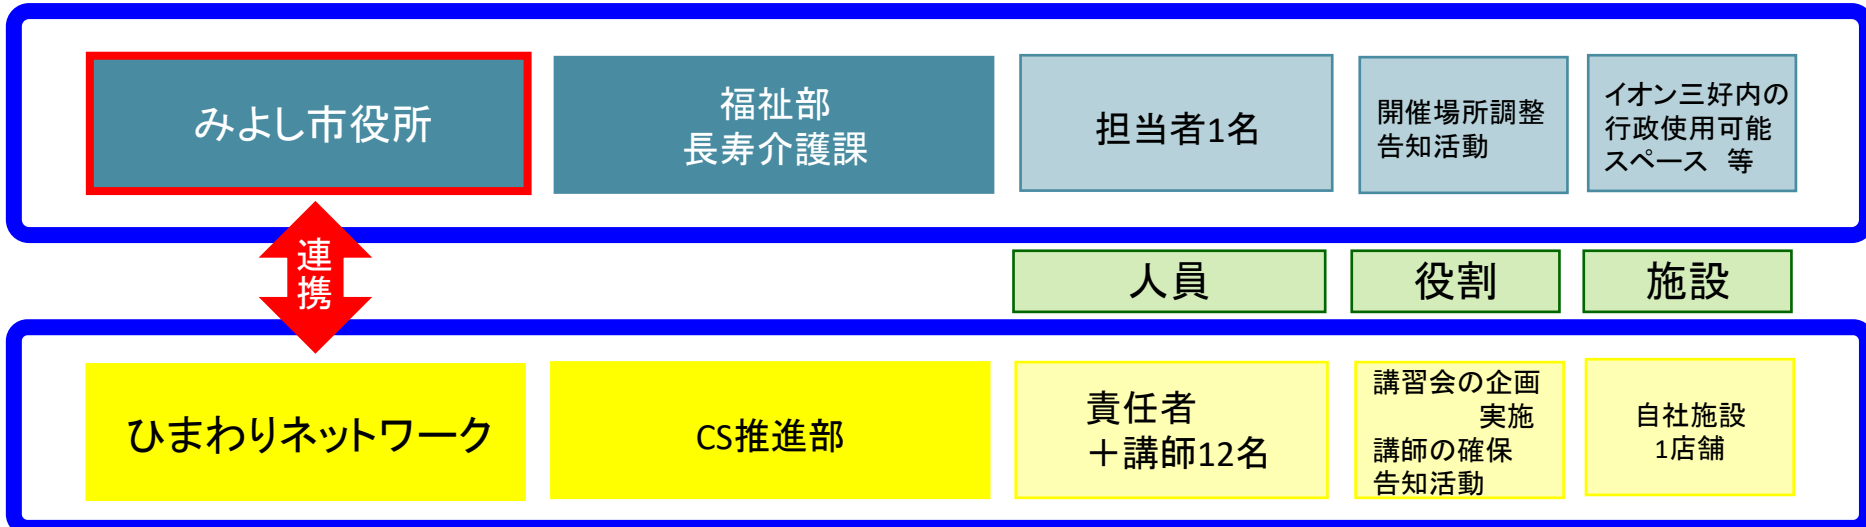 みよし市役所
福祉部
長寿介護課
担当者1名
開催場所調整
告知活動
イオン三好内の
行政使用可能
スペース 等
連携
人員
役割
施設
ひまわりネットワーク
CS推進部
責任者
＋講師12名
講習会の企画
実施
講師の確保
告知活動
自社施設
1店舗